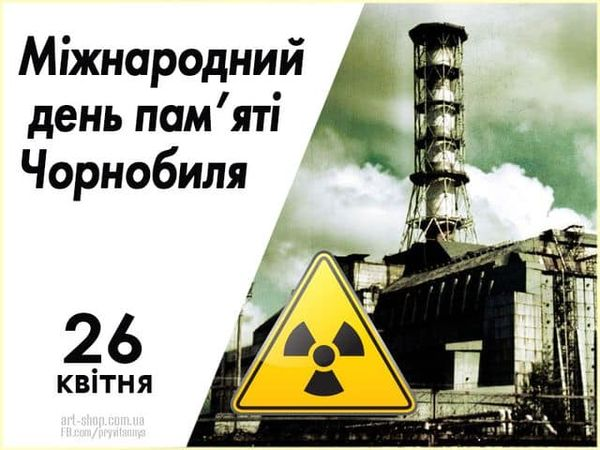 Міжнародний
день пам’яті
Чорнобиля
26
квітня
art-shop.com.ua
FB.com/pryvitannya